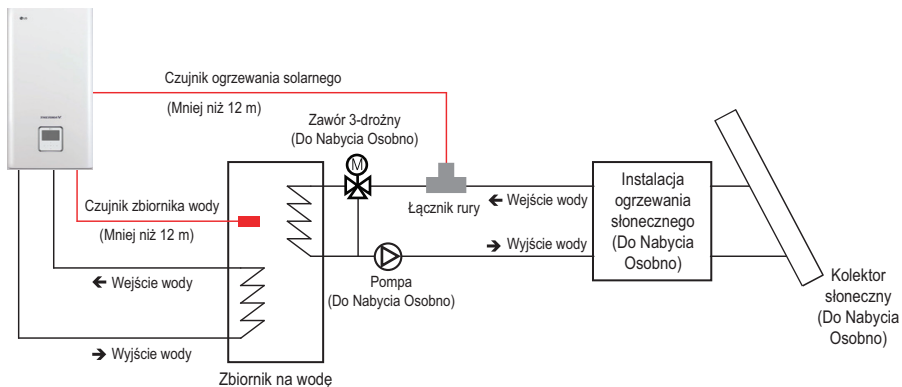 LG
Czujnik ogrzewania solarnego
(Mniej niż 12 m)
Zawór 3-drożny
(Do Nabycia Osobno)
M
Łącznik rury
← Wejście wody
Instalacja
ogrzewania
słonecznego
(Do Nabycia
Osobno)
Czujnik zbiornika wody
(Mniej niż 12 m)
→ Wyjście wody
Pompa
(Do Nabycia Osobno)
Kolektor
słoneczny
(Do Nabycia
Osobno)
← Wejście wody
→ Wyjście wody
Zbiornik na wodę